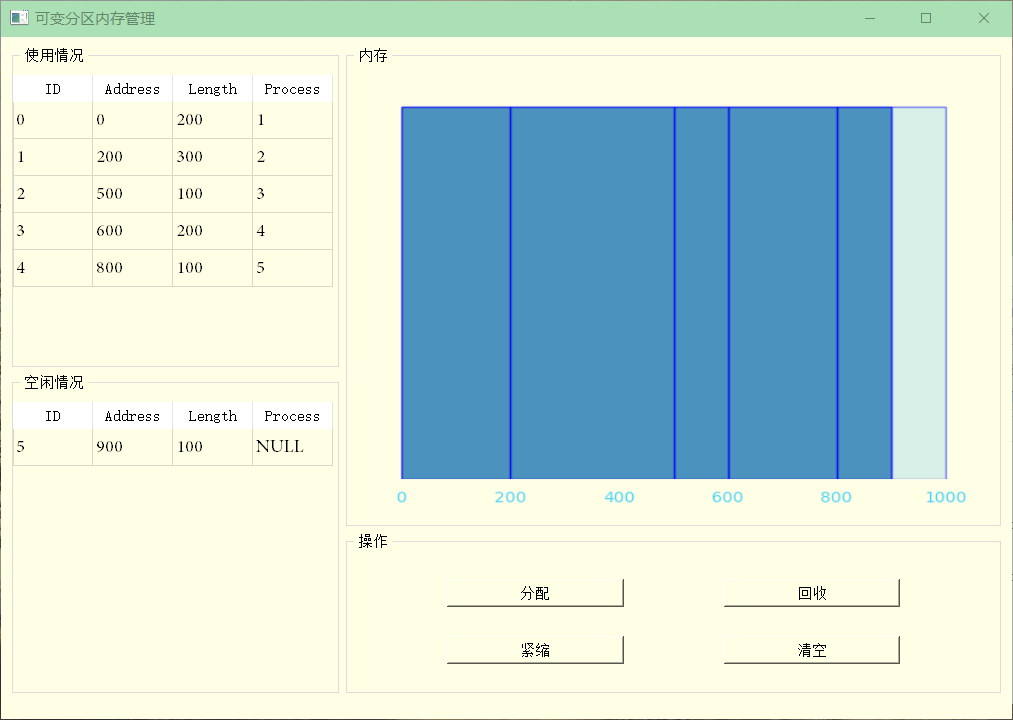 可变分区内存管理
使用情况
ID Address Length Process
0 0 200 1
1 200 300 2
2 500 100 3
3 600 200 4
4 800 100 5
空闲情况
ID Address Length Process
5 900 100 NULL
内存
0 200 400 600 800 1000
操作
分配 回收
紧缩 清空